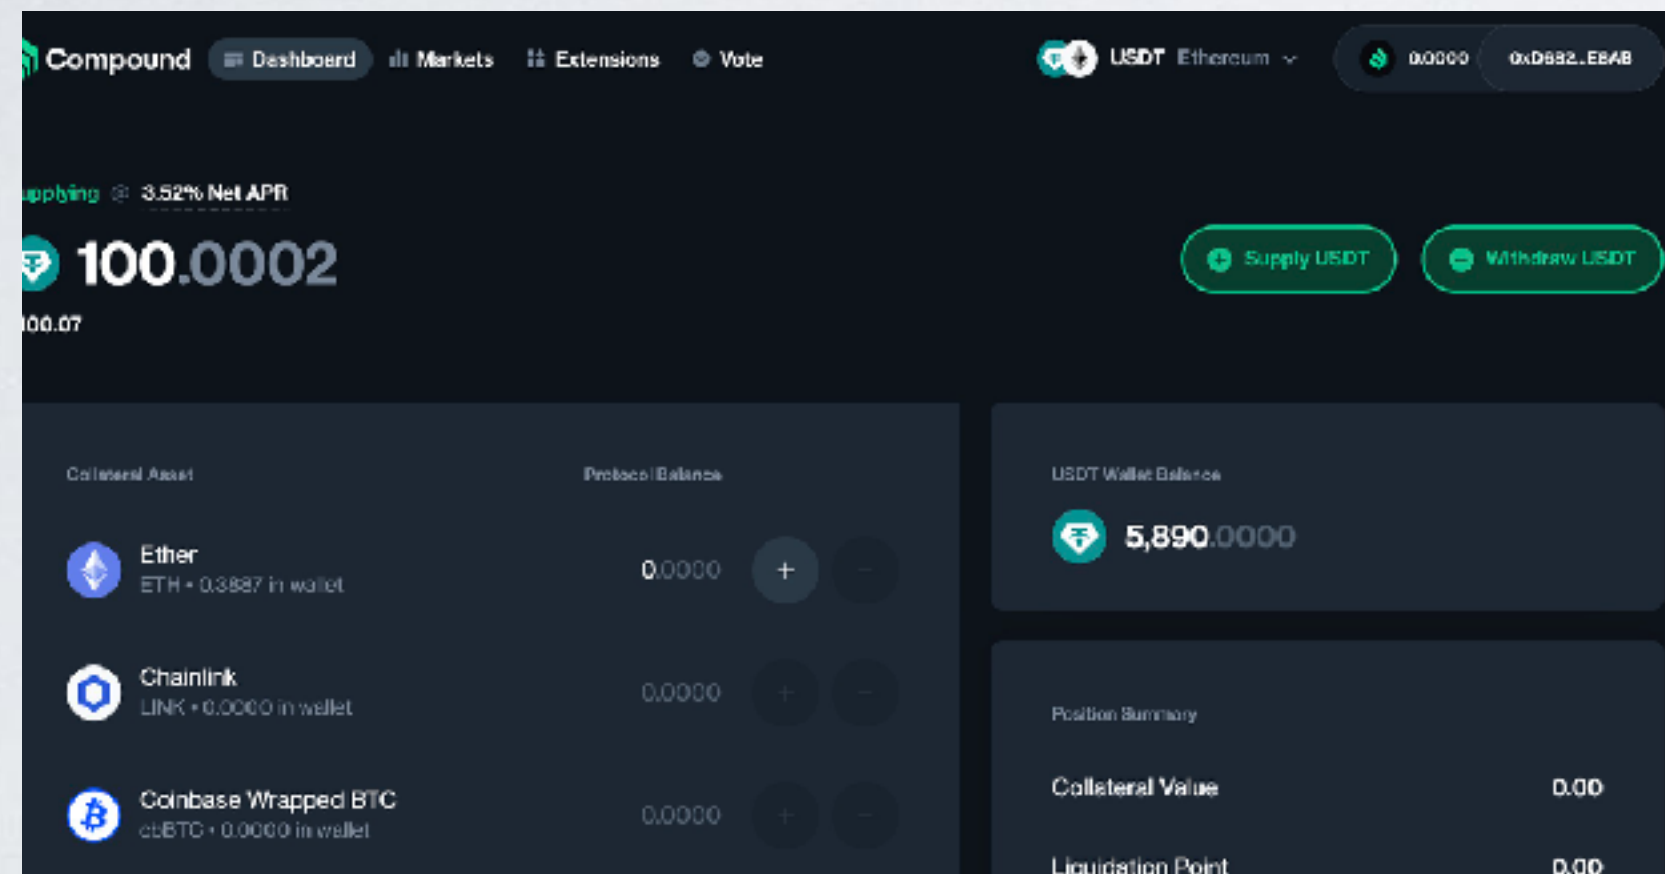 Compound Dashboard Markets Extensions Vote USDT Ethereum 0.0000 0xD682...E8AB
upplying @ 3.52% Net APR
100.0002
100.07
Supply USDT
Withdraw USDT
Collateral Asset Protocol Balance
Ether 0.0000 + −
ETH • 0.3887 in wallet
Chainlink 0.0000 + −
LINK • 0.0000 in wallet
Coinbase Wrapped BTC 0.0000 + −
cbBTC • 0.0000 in wallet
USDT Wallet Balance
5,890.0000
Position Summary
Collateral Value 0.00
Liquidation Point 0.00